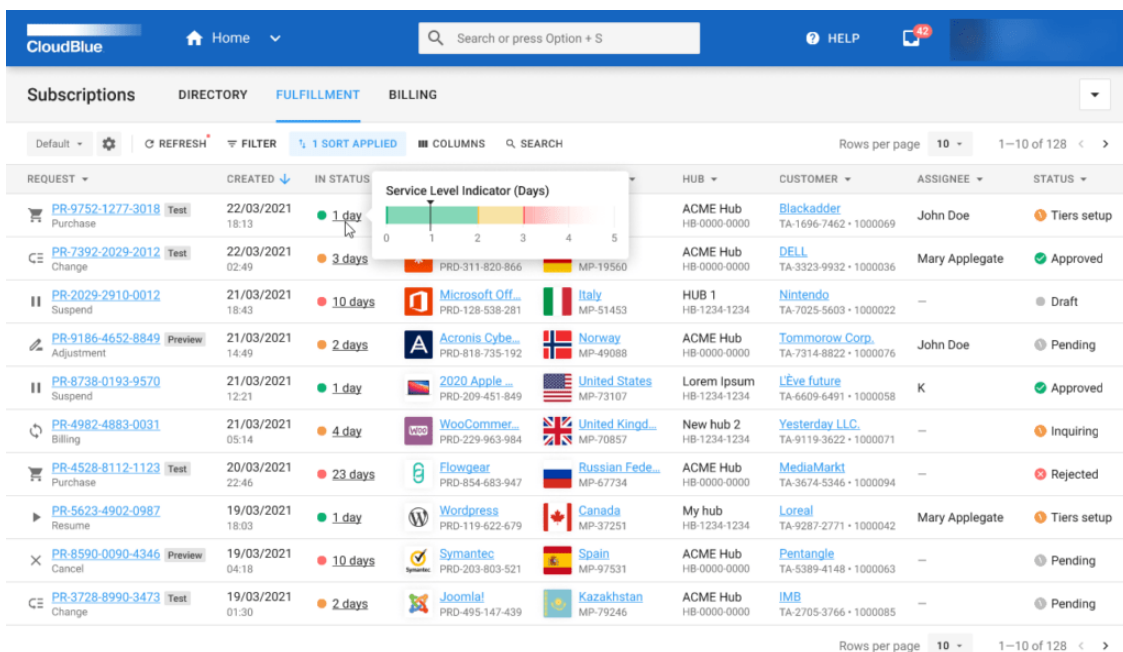 CloudBlue
Home
Search or press Option + S
HELP
42
Subscriptions
DIRECTORY
FULFILLMENT
BILLING
Default
REFRESH
FILTER
1 SORT APPLIED
COLUMNS
SEARCH
Rows per page 10
1—10 of 128
REQUEST CREATED IN STATUS HUB CUSTOMER ASSIGNEE STATUS
Service Level Indicator (Days)
0 1 2 3 4 5
PR-9752-1277-3018 Test 22/03/2021 1 day ACME Hub Blackadder John Doe Tiers setup
Purchase 18:13 HB-0000-0000 TA-1696-7462 • 1000069
PR-7392-2029-2012 Test 22/03/2021 3 days ACME Hub DELL Mary Applegate Approved
Change 02:49 PRD-311-820-866 MP-19560 HB-0000-0000 TA-3323-9932 • 1000036
PR-2029-2910-0012 21/03/2021 10 days Microsoft Off... Italy HUB 1 Nintendo — Draft
Suspend 18:43 PRD-128-538-281 MP-51453 HB-1234-1234 TA-7025-5603 • 1000022
PR-9186-4652-8849 Preview 21/03/2021 2 days Acronis Cybe... Norway ACME Hub Tommorow Corp. John Doe Pending
Adjustment 14:49 PRD-818-735-192 MP-49088 HB-0000-0000 TA-7314-8822 • 1000076
PR-8738-0193-9570 21/03/2021 1 day 2020 Apple ... United States Lorem Ipsum L'Ève future K Approved
Suspend 12:21 PRD-209-451-849 MP-73107 HB-1234-1234 TA-6609-6491 • 1000058
PR-4982-4883-0031 21/03/2021 4 day WOO WooCommer... United Kingd... New hub 2 Yesterday LLC. — Inquiring
Billing 05:14 PRD-229-963-984 MP-70857 HB-1234-1234 TA-9119-3622 • 1000071
PR-4528-8112-1123 Test 20/03/2021 23 days Flowgear Russian Fede... ACME Hub MediaMarkt — Rejected
Purchase 22:46 PRD-854-683-947 MP-67734 HB-0000-0000 TA-3674-5346 • 1000094
PR-5623-4902-0987 19/03/2021 1 day Wordpress Canada My hub Loreal Mary Applegate Tiers setup
Resume 18:03 PRD-119-622-679 MP-37251 HB-1234-1234 TA-9287-2771 • 1000042
PR-8590-0090-4346 Preview 19/03/2021 10 days Symantec Spain ACME Hub Pentangle — Pending
Cancel 04:18 Symantec PRD-203-803-521 MP-97531 HB-0000-0000 TA-5389-4148 • 1000063
PR-3728-8990-3473 Test 19/03/2021 2 days Joomla! Kazakhstan ACME Hub IMB — Pending
Change 01:30 PRD-495-147-439 MP-79246 HB-0000-0000 TA-2705-3766 • 1000085
Rows per page 10
1—10 of 128